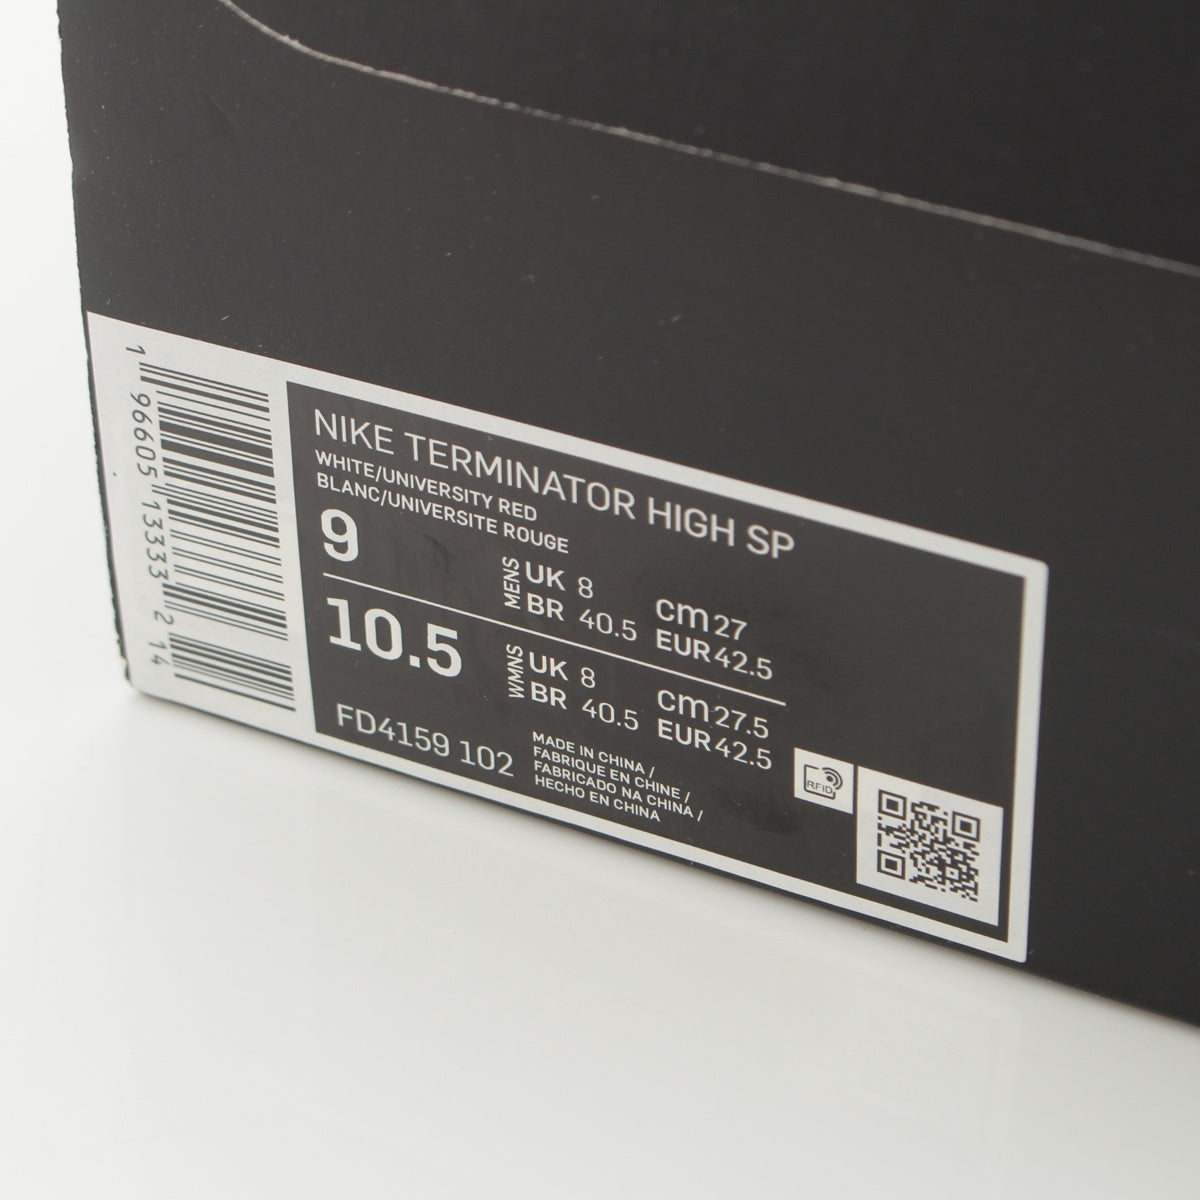 1 96605 13332 14
NIKE TERMINATOR HIGH SP
WHITE/UNIVERSITY RED
BLANC/UNIVERSITE ROUGE
9
MENS
UK 8
BR 40.5
cm 27
EUR 42.5
10.5
WMNS
UK 8
BR 40.5
cm 27.5
EUR 42.5
FD4159 102
MADE IN CHINA /
FABRIQUE EN CHINE /
FABRICADO NA CHINA /
HECHO EN CHINA
RFID